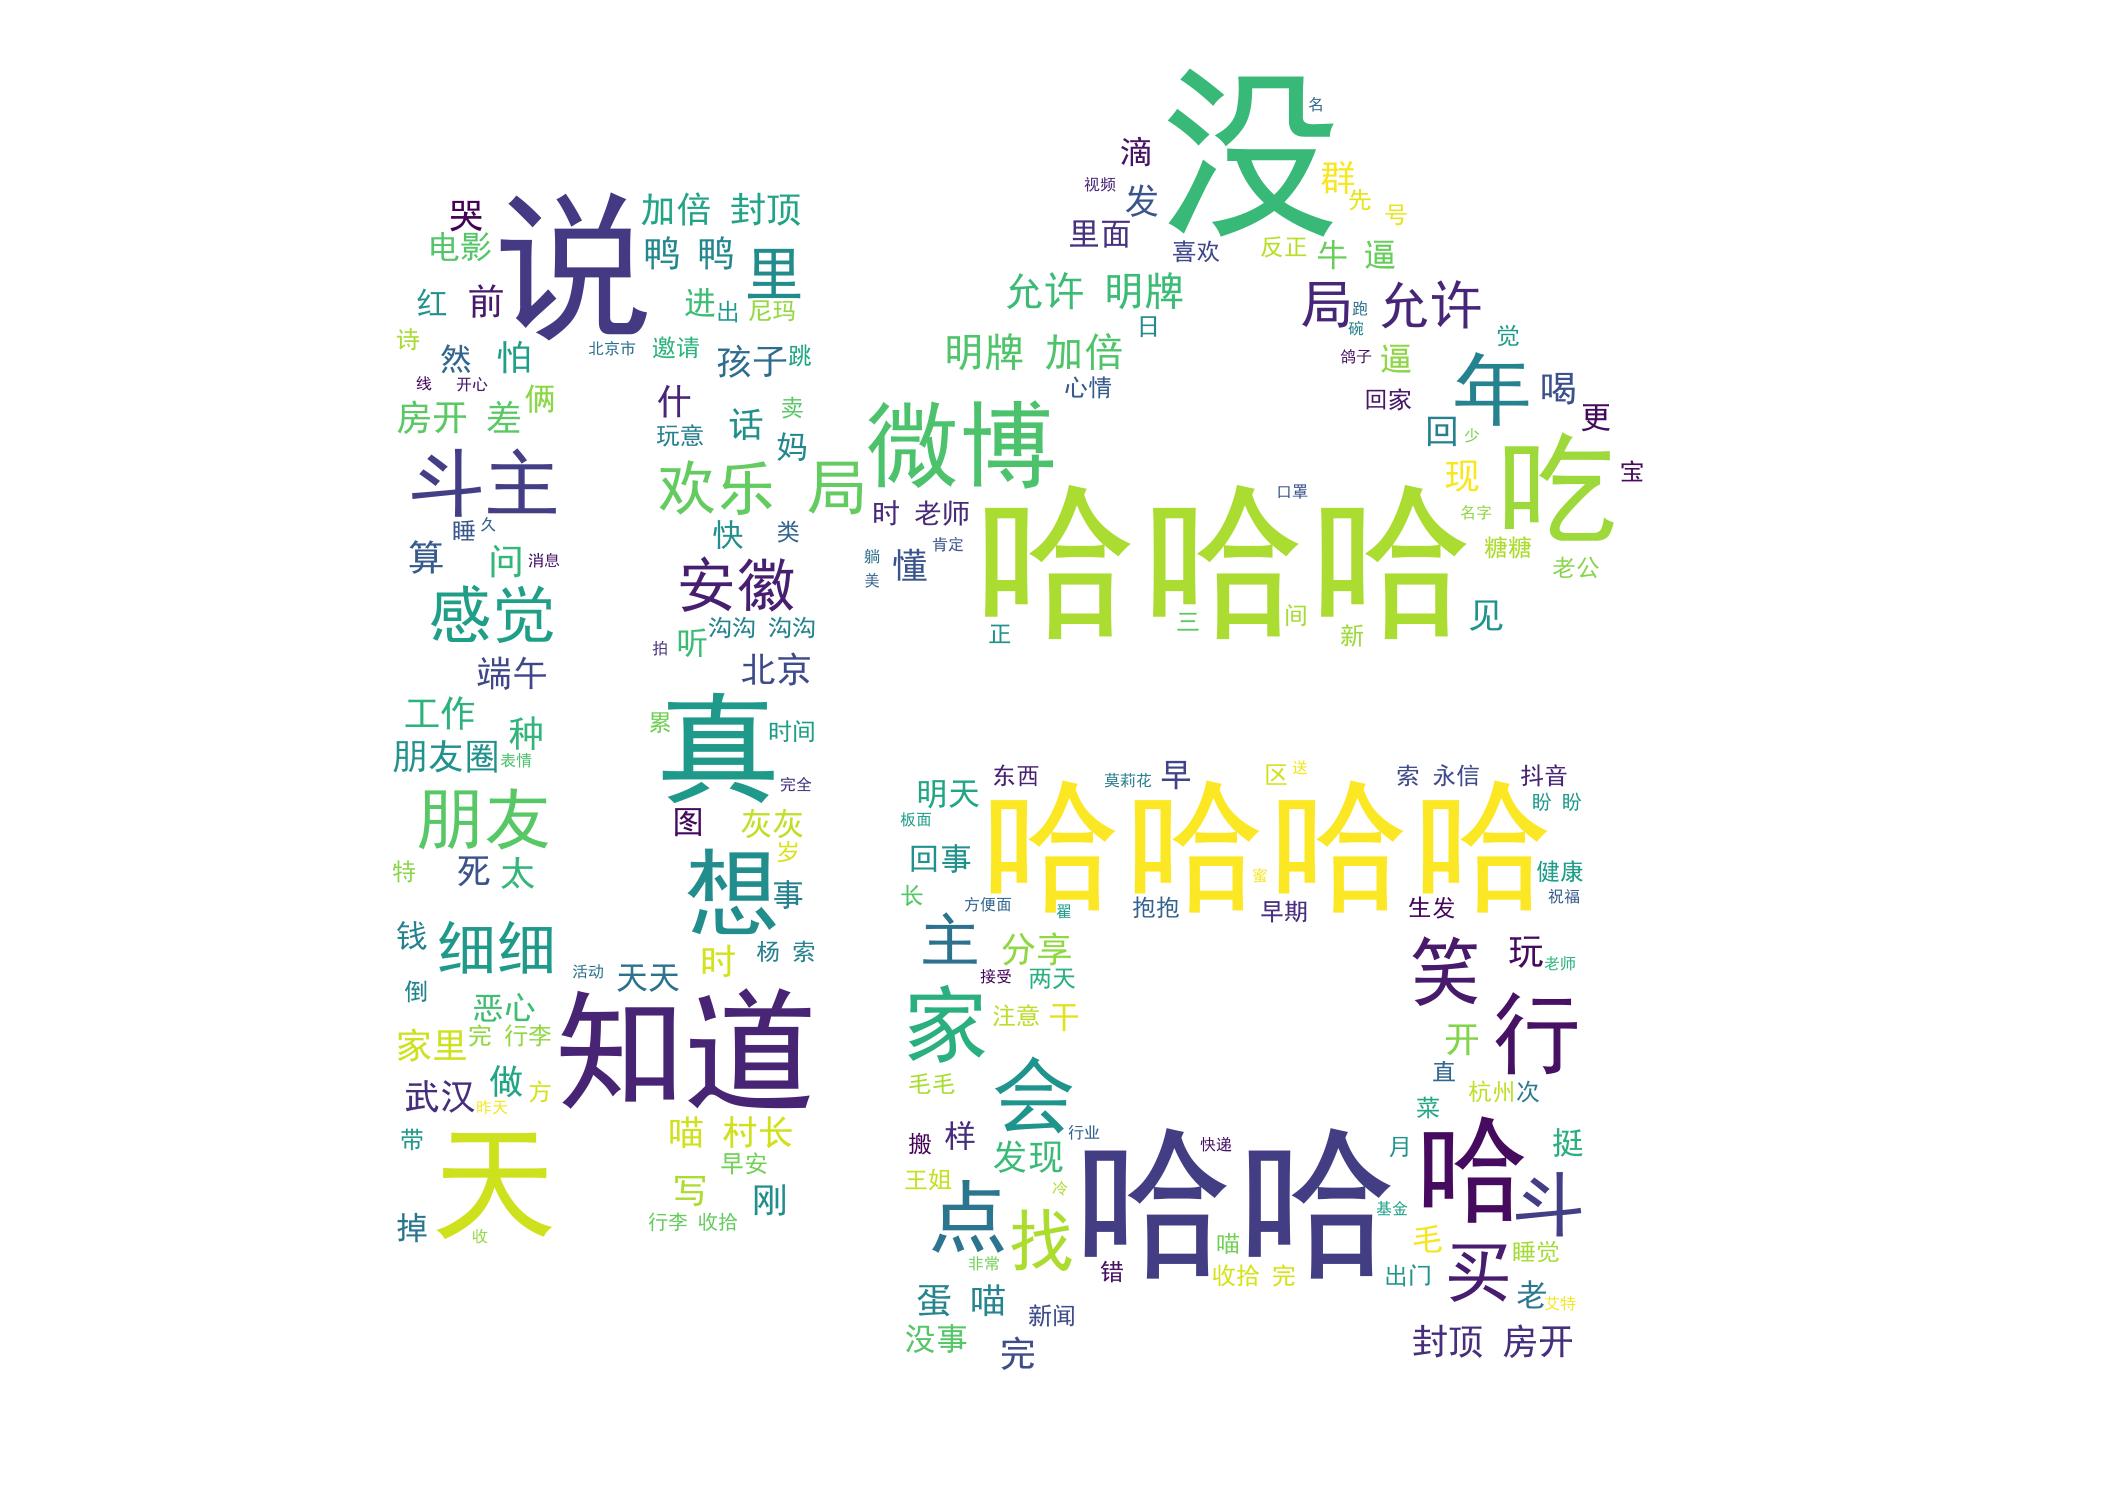 没
名
滴
群
视频
发
先
号
里面
喜欢
反正
牛 逼
哭
说
加倍 封顶
电影
鸭 鸭
里
红
前
进
出
尼玛
诗
然
怕
北京市
邀请
孩子
跳
线
开心
俩
什
卖
房开
差
玩意
话
妈
允许 明牌
日
局
跑
允许
碗
觉
明牌 加倍
鸽子
逼
心情
回家
年
喝
更
回
少
斗主
欢乐
局
微博
现
吃
宝
睡
久
快
类
时
老师
口罩
名字
算
问
消息
躺
懂
肯定
哈哈哈
糖糖
老公
安徽
美
感觉
沟沟 沟沟
正
三
间
新
见
拍
听
端午
北京
工作
种
累
真
时间
朋友圈
表情
完全
东西
莫莉花
早
区
送
索 永信
抖音
明天
盼 盼
朋友
图
灰灰
板面
哈哈哈哈
岁
回事
特
死
太
想
事
长
方便面
翟
抱抱
蜜
早期
健康
祝福
生发
钱
细细
时
杨 索
主
分享
笑
玩
老师
活动
天天
接受
两天
倒
恶心
家
注意
干
行
家里
完 行李
知道
开
武汉
做
方
毛毛
会
直
杭州
次
昨天
菜
带
天
喵
村长
搬
样
行业
快递
月
哈
挺
早安
发现
哈哈
王姐
写
刚
冷
斗
掉
收
行李 收拾
点
找
基金
非常
错
喵
毛
睡觉
收拾 完
出门
买
蛋 喵
新闻
老
艾特
没事
完
封顶 房开